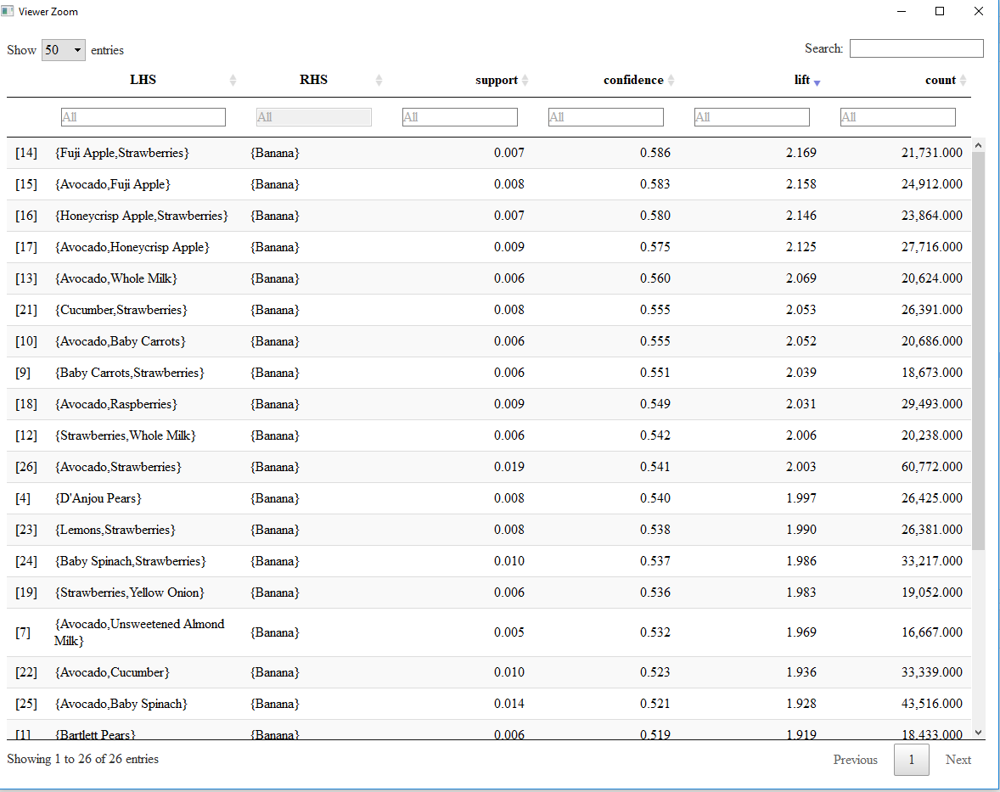 Viewer Zoom
Show 50 entries Search:
LHS RHS support confidence lift count
All All All All All All
[14] {Fuji Apple,Strawberries} {Banana} 0.007 0.586 2.169 21,731.000
[15] {Avocado,Fuji Apple} {Banana} 0.008 0.583 2.158 24,912.000
[16] {Honeycrisp Apple,Strawberries} {Banana} 0.007 0.580 2.146 23,864.000
[17] {Avocado,Honeycrisp Apple} {Banana} 0.009 0.575 2.125 27,716.000
[13] {Avocado,Whole Milk} {Banana} 0.006 0.560 2.069 20,624.000
[21] {Cucumber,Strawberries} {Banana} 0.008 0.555 2.053 26,391.000
[10] {Avocado,Baby Carrots} {Banana} 0.006 0.555 2.052 20,686.000
[9] {Baby Carrots,Strawberries} {Banana} 0.006 0.551 2.039 18,673.000
[18] {Avocado,Raspberries} {Banana} 0.009 0.549 2.031 29,493.000
[12] {Strawberries,Whole Milk} {Banana} 0.006 0.542 2.006 20,238.000
[26] {Avocado,Strawberries} {Banana} 0.019 0.541 2.003 60,772.000
[4] {D'Anjou Pears} {Banana} 0.008 0.540 1.997 26,425.000
[23] {Lemons,Strawberries} {Banana} 0.008 0.538 1.990 26,381.000
[24] {Baby Spinach,Strawberries} {Banana} 0.010 0.537 1.986 33,217.000
[19] {Strawberries,Yellow Onion} {Banana} 0.006 0.536 1.983 19,052.000
[7] {Avocado,Unsweetened Almond
Milk} {Banana} 0.005 0.532 1.969 16,667.000
[22] {Avocado,Cucumber} {Banana} 0.010 0.523 1.936 33,339.000
[25] {Avocado,Baby Spinach} {Banana} 0.014 0.521 1.928 43,516.000
[1] {Bartlett Pears} {Banana} 0.006 0.519 1.919 18,433.000
Showing 1 to 26 of 26 entries Previous 1 Next